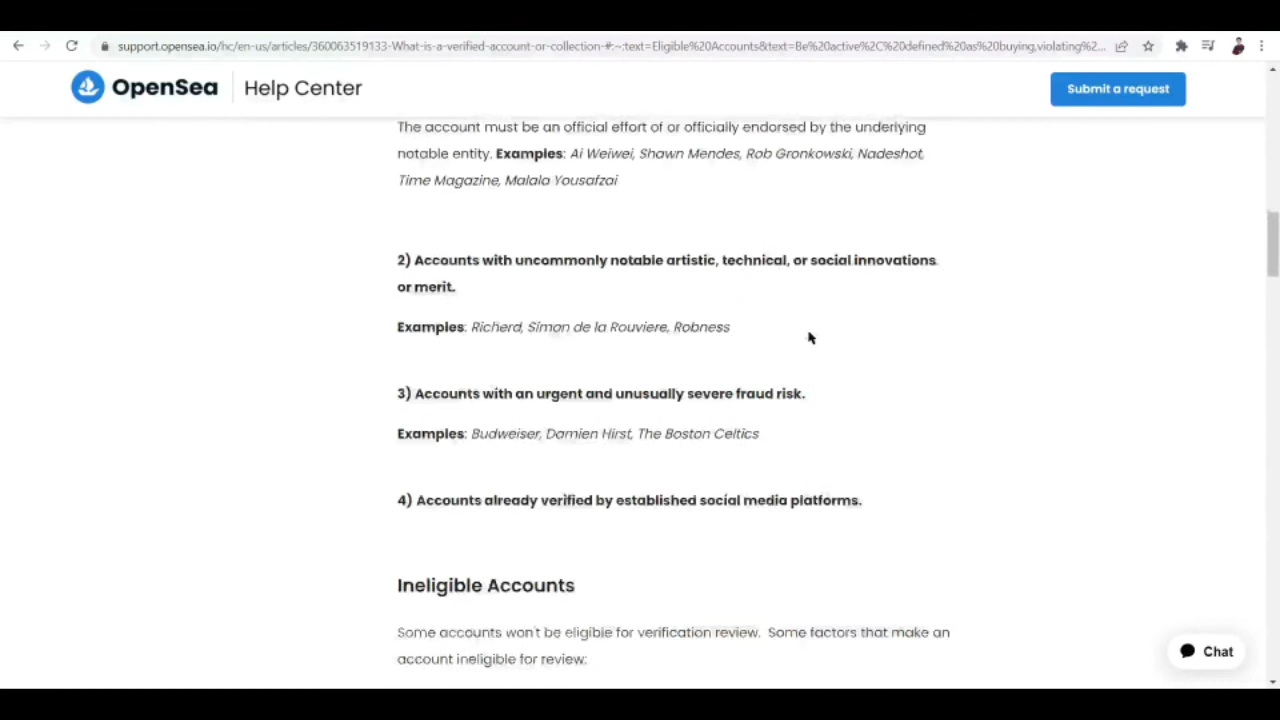 support.opensea.io/hc/en-us/articles/360063519133-What-is-a-verified-account-or-collection-#:~:text=Eligible%20Accounts&text=Be%20active%2C%20defined%20as%20buying,violating%2...
OpenSea Help Center Submit a request
The account must be an official effort of or officially endorsed by the underlying
notable entity. Examples: Ai Weiwei, Shawn Mendes, Rob Gronkowski, Nadeshot,
Time Magazine, Malala Yousafzai
2) Accounts with uncommonly notable artistic, technical, or social innovations
or merit.
Examples: Richerd, Simon de la Rouviere, Robness
3) Accounts with an urgent and unusually severe fraud risk.
Examples: Budweiser, Damien Hirst, The Boston Celtics
4) Accounts already verified by established social media platforms.
Ineligible Accounts
Some accounts won't be eligible for verification review. Some factors that make an
account ineligible for review:
Chat